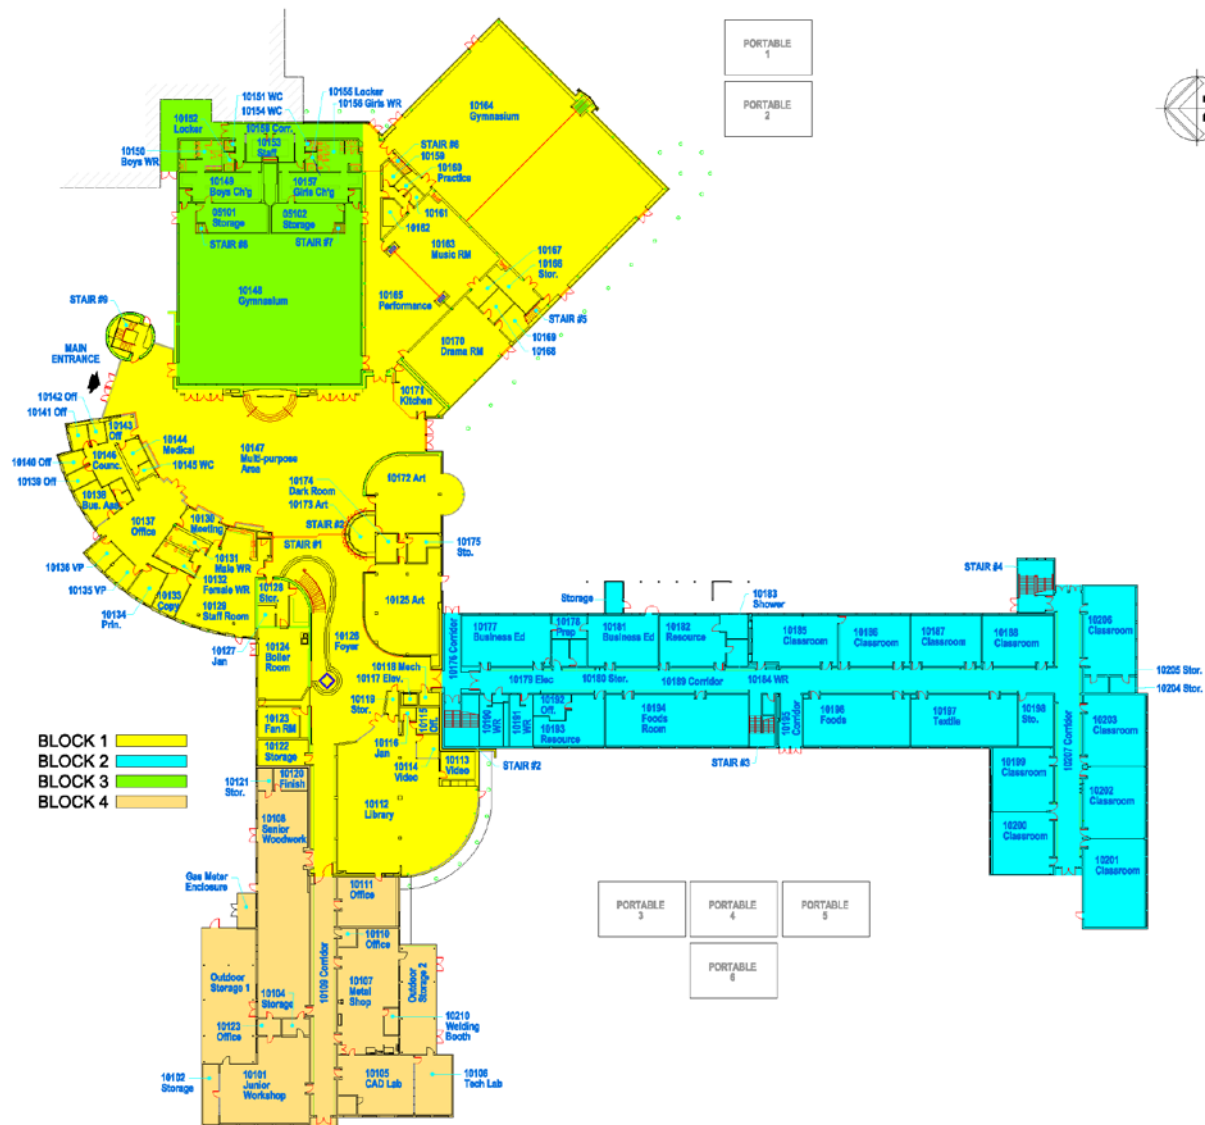 PORTABLE
1
PORTABLE
2
10155 Locker
10156 Girls WR
10151 WC
10154 WC
10152
Locker
10158 Corr.
10153
Staff
10150
Boys WR
10149
Boys Ch'g
10157
Girls Ch'g
05101
Storage
05102
Storage
STAIR #7
10148
Gymnasium
10164
Gymnasium
10159
10160
Practice
10161
10162
10163
Music RM
10167
10166
Stor.
10165
Performance
STAIR #5
10169
10168
10170
Drama RM
10171
Kitchen
STAIR #9
MAIN
ENTRANCE
10142 Off
10141 Off
10143
Off
10144
Medical
10140 Off
10146
Counc.
10145 WC
10139 Off
10138
Bus. Ass.
10147
Multi-purpose
Area
10172 Art
10174
Dark Room
10173 Art
10137
Office
10130
Meeting
STAIR #2
STAIR #1
10175
Sto.
10131
Male WR
10136 VP
10135 VP
10132
Female WR
10134
Prin.
10133
Copy
10129
Staff Room
10128
Stor.
10125 Art
10127
Jan
10124
Boiler
Room
10126
Foyer
10118 Mech
10117 Elev.
10119
Stor.
10115
Off.
10123
Fan RM
10122
Storage
10116
Jan
10114
Video
10113
Video
10112
Library
STAIR #4
Storage
10183
Shower
10176 Corridor
10177
Business Ed
10178
Prep
10181
Business Ed
10182
Resource
10185
Classroom
10186
Classroom
10187
Classroom
10188
Classroom
10206
Classroom
10179 Elec
10180 Stor.
10189 Corridor
10184 WR
10205 Stor.
10204 Stor.
10190
WR
10191
WR
10192
Off.
10193
Resource
10194
Foods
Room
10195
Corridor
10196
Foods
10197
Textile
10198
Sto.
10207 Corridor
10203
Classroom
STAIR #2
STAIR #3
10199
Classroom
10202
Classroom
10200
Classroom
10201
Classroom
BLOCK 1
BLOCK 2
BLOCK 3
BLOCK 4
10121
Stor.
10120
Finish
Senior
Woodwork
Gas Meter
Enclosure
10111
Office
10110
Office
10109 Corridor
Outdoor
Storage 1
10104
Storage
10107
Metal
Shop
Outdoor
Storage 2
10123
Office
10210
Welding
Booth
10102
Storage
10101
Junior
Workshop
10105
CAD Lab
Tech Lab
PORTABLE
3
PORTABLE
4
PORTABLE
5
PORTABLE
6